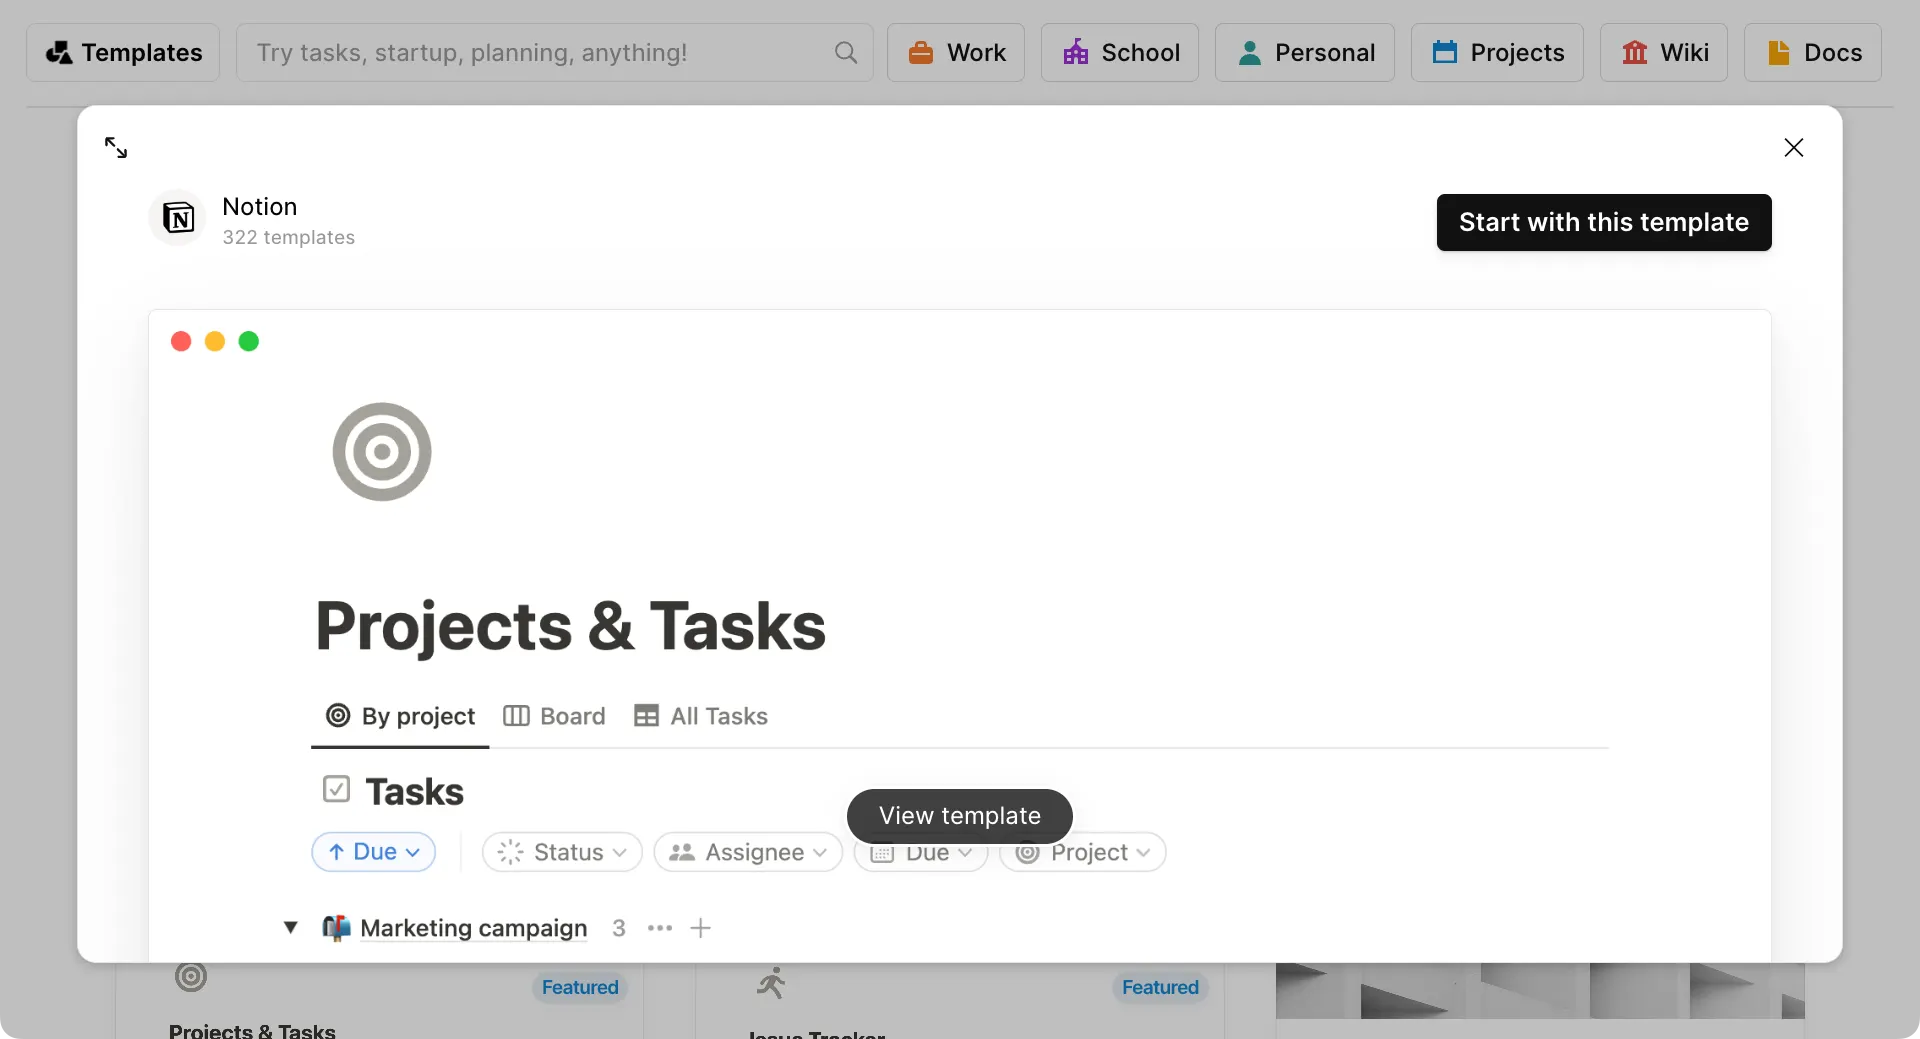 Templates
Try tasks, startup, planning, anything!
Work
School
Personal
Projects
Wiki
Docs
Notion
322 templates
Start with this template
Projects & Tasks
By project
Board
All Tasks
Tasks
View template
Due
Status
Assignee
Due
Project
Marketing campaign 3
Featured
Featured
Projects & Tasks
Issue Tracker